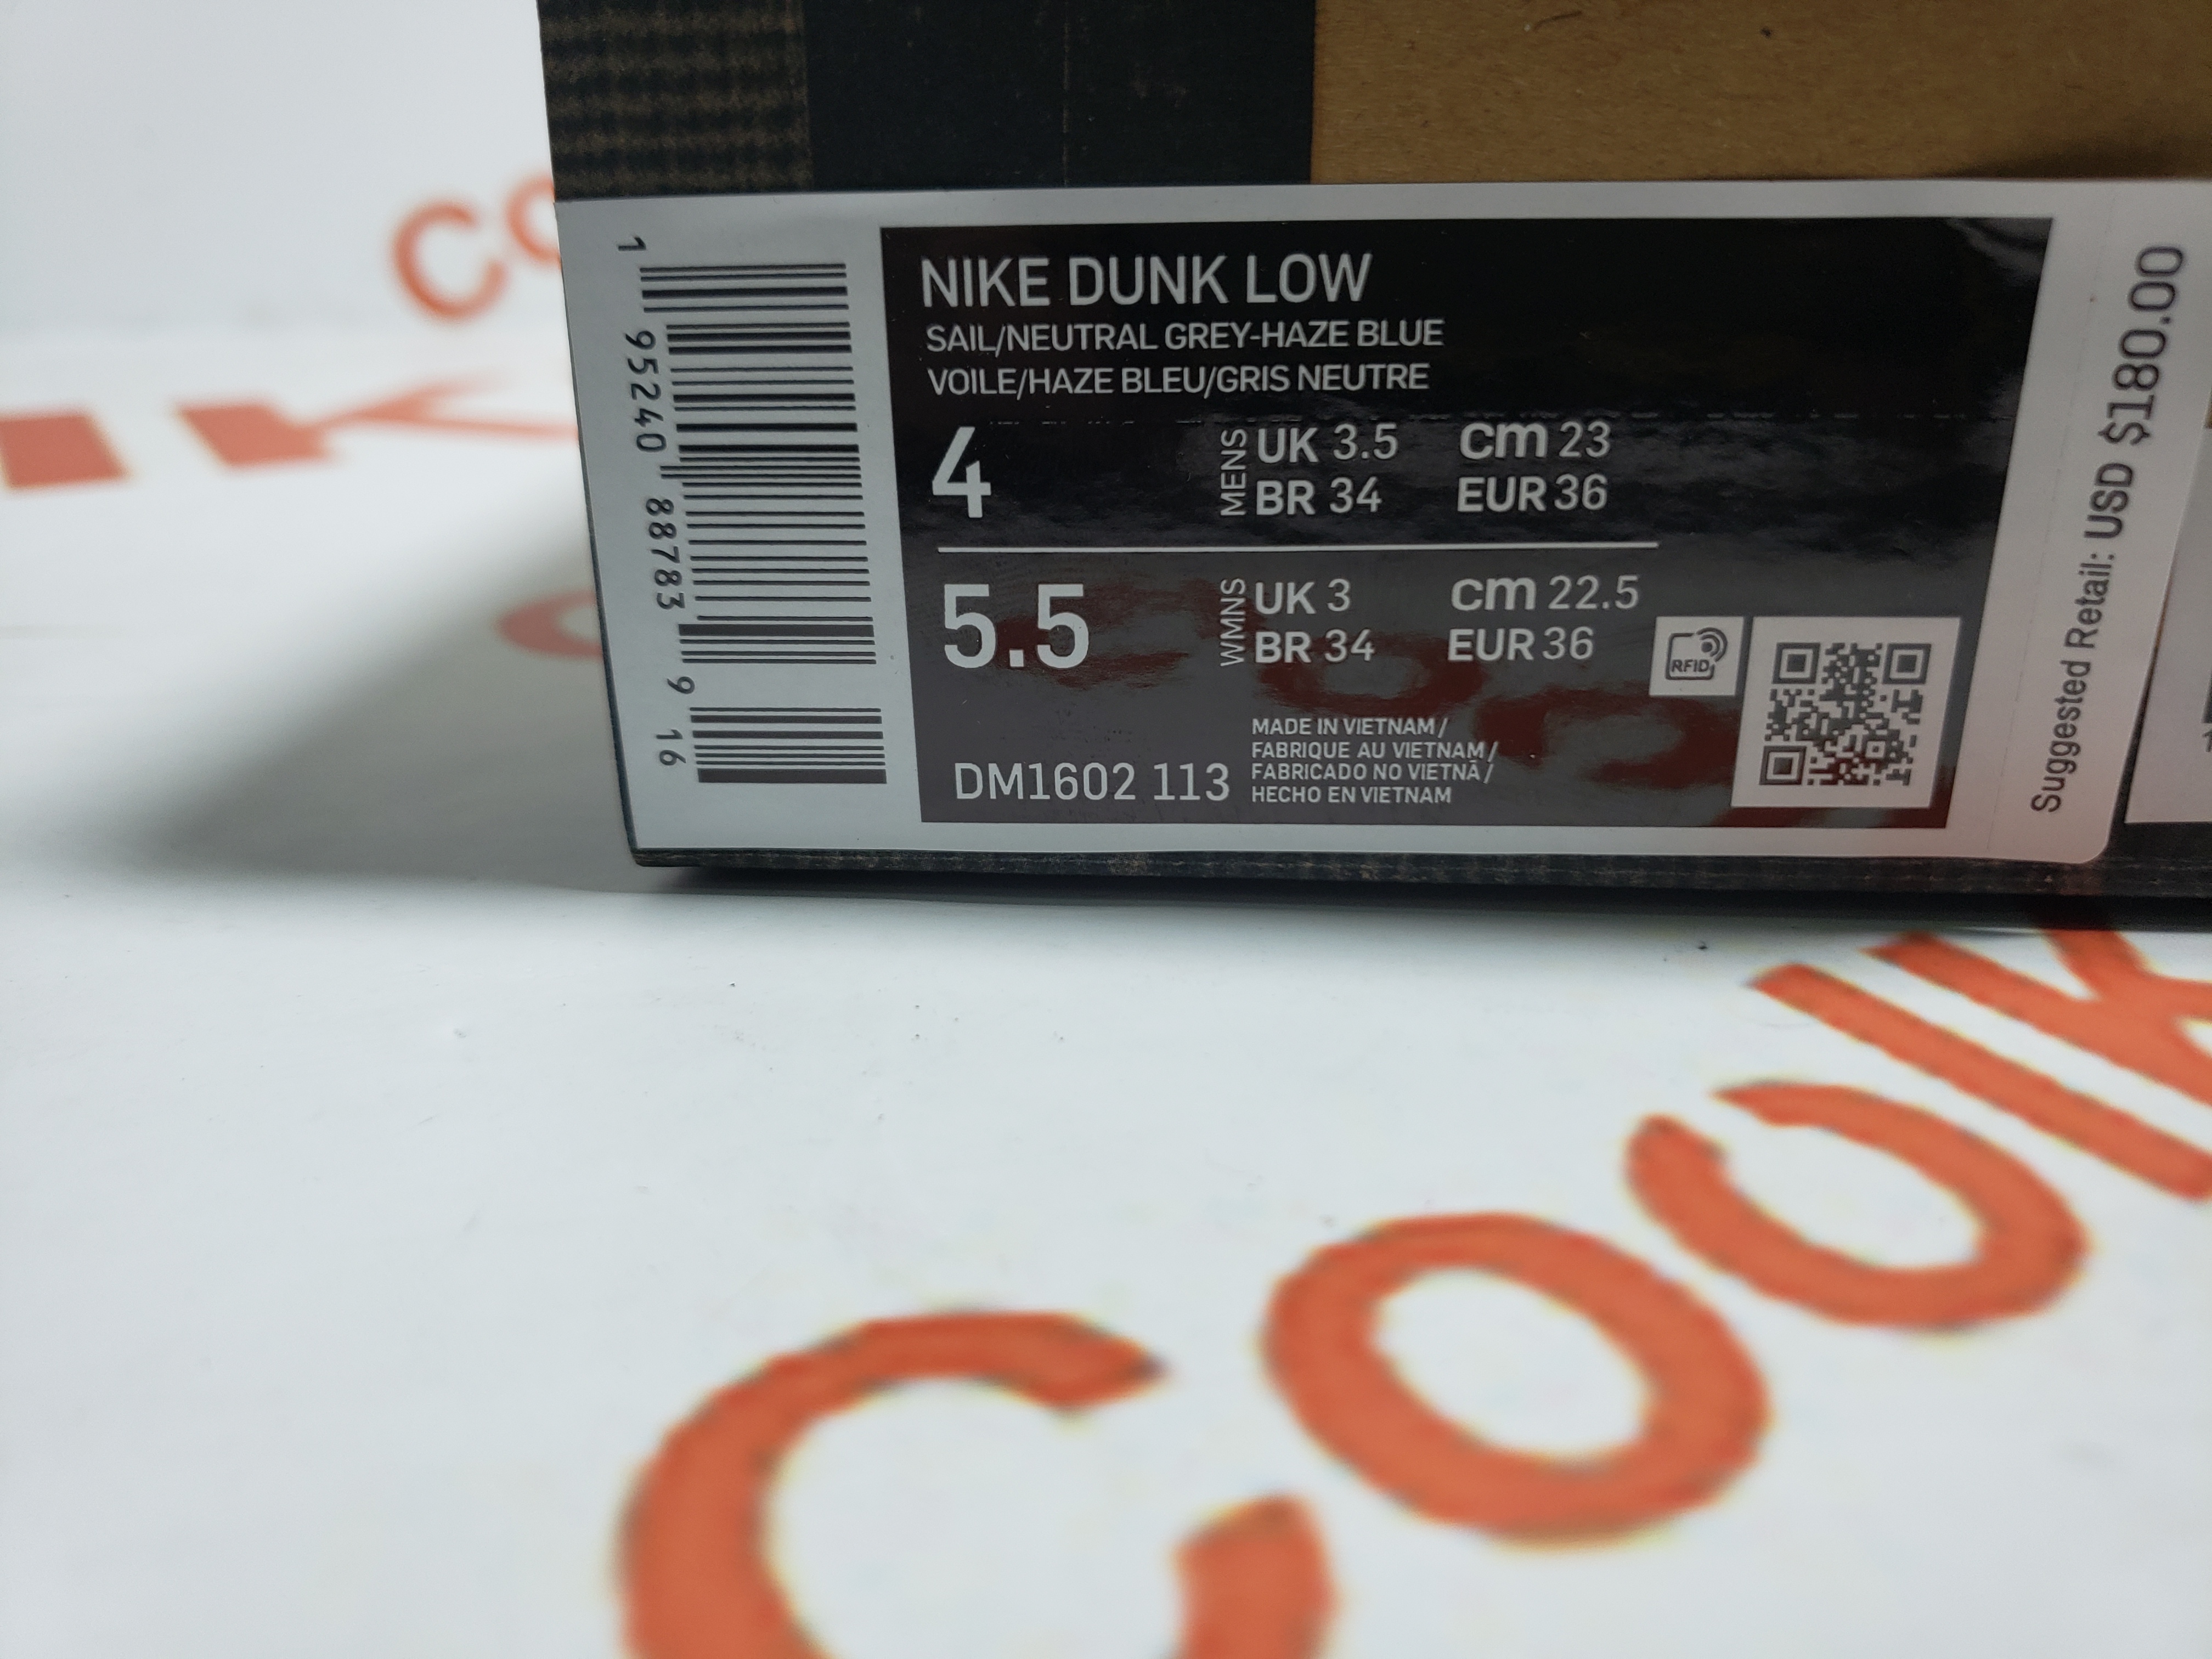 NIKE DUNK LOW
SAIL/NEUTRAL GREY-HAZE BLUE
VOILE/HAZE BLEU/GRIS NEUTRE
4
MENS
UK 3.5 cm 23
BR 34 EUR 36
5.5
WMNS
UK 3 cm 22.5
BR 34 EUR 36
RFID
DM1602 113
MADE IN VIETNAM /
FABRIQUE AU VIETNAM /
FABRICADO NO VIETNÃ /
HECHO EN VIETNAM
1 95240 88783 9 16
Suggested Retail: USD $180.00